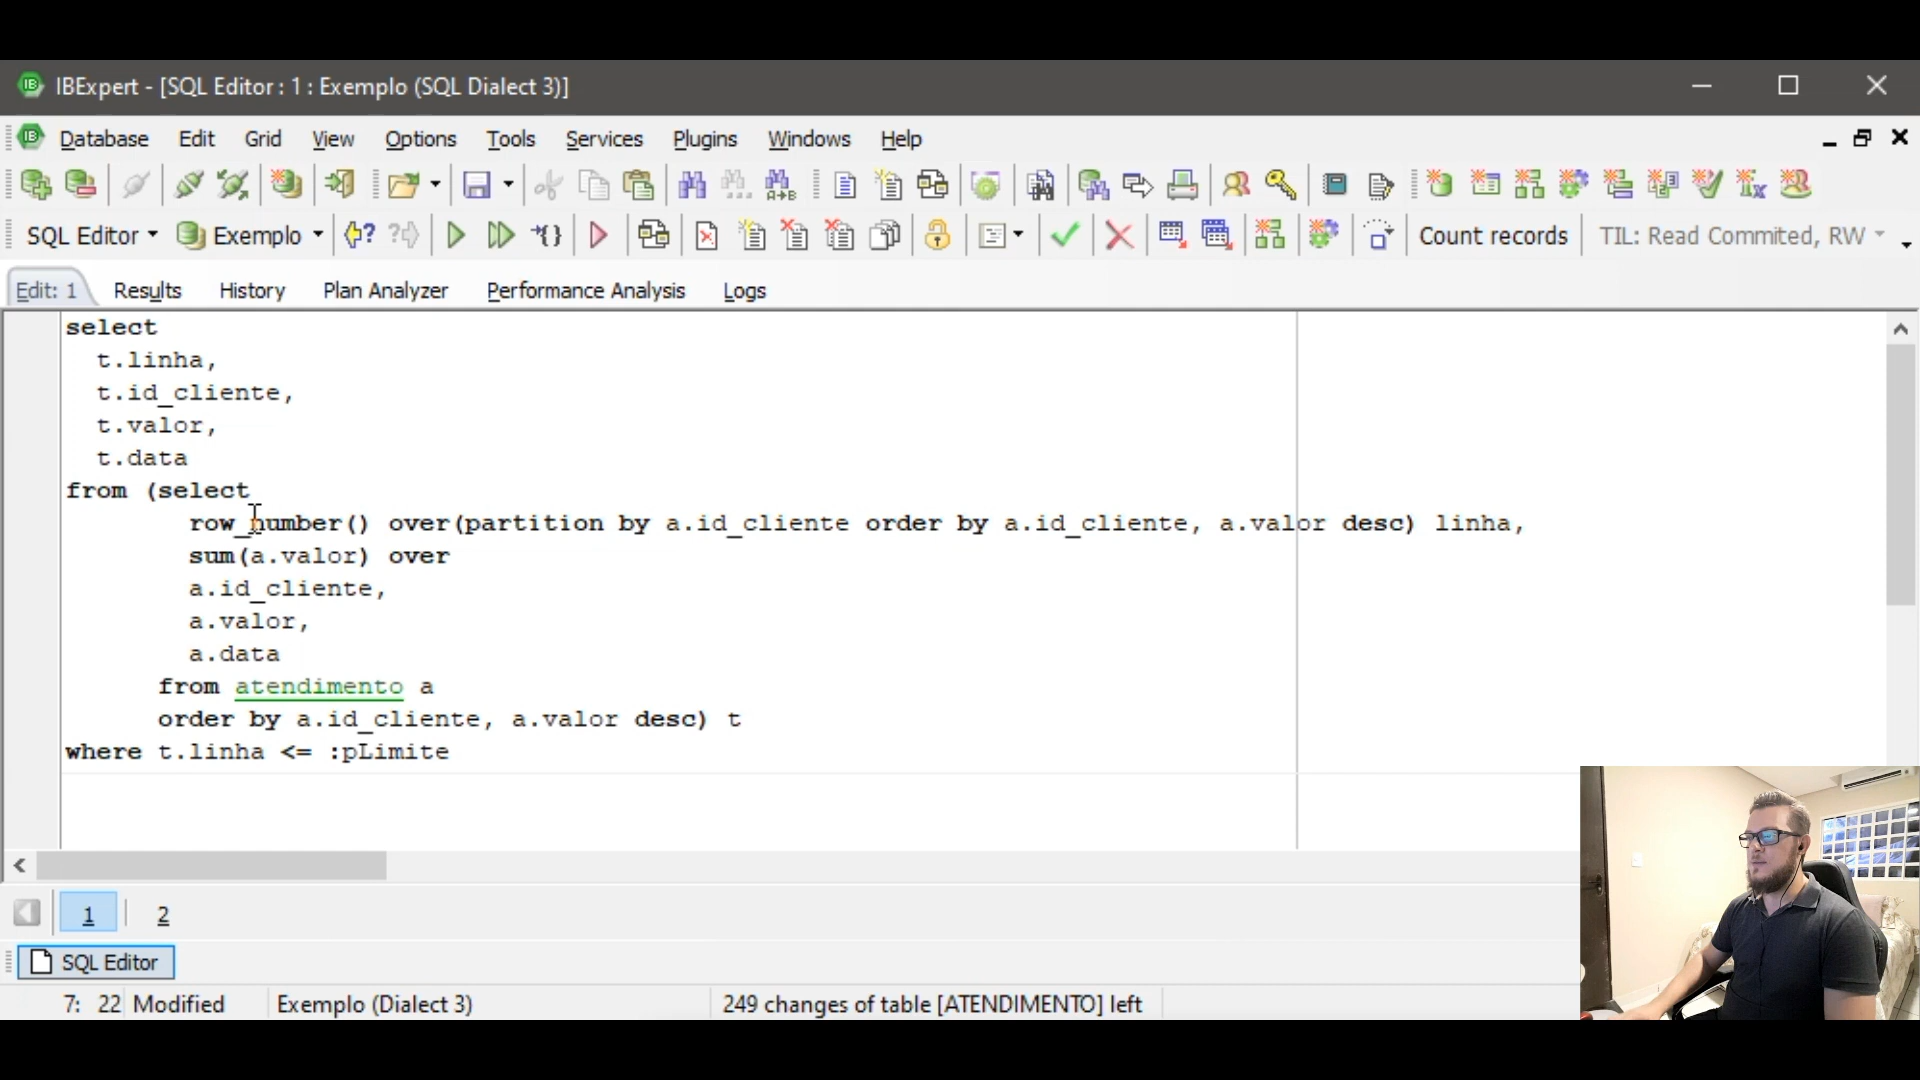 IBExpert - [SQL Editor : 1 : Exemplo (SQL Dialect 3)]
Database Edit Grid View Options Tools Services Plugins Windows Help
SQL Editor Exemplo Count records TIL: Read Commited, RW
Edit: 1 Results History Plan Analyzer Performance Analysis Logs
select
t.linha,
t.id_cliente,
t.valor,
t.data
from (select
row_number() over(partition by a.id_cliente order by a.id_cliente, a.valor desc) linha,
sum(a.valor) over
a.id_cliente,
a.valor,
a.data
from atendimento a
order by a.id_cliente, a.valor desc) t
where t.linha <= :pLimite
1 2
SQL Editor
7: 22 Modified Exemplo (Dialect 3) 249 changes of table [ATENDIMENTO] left